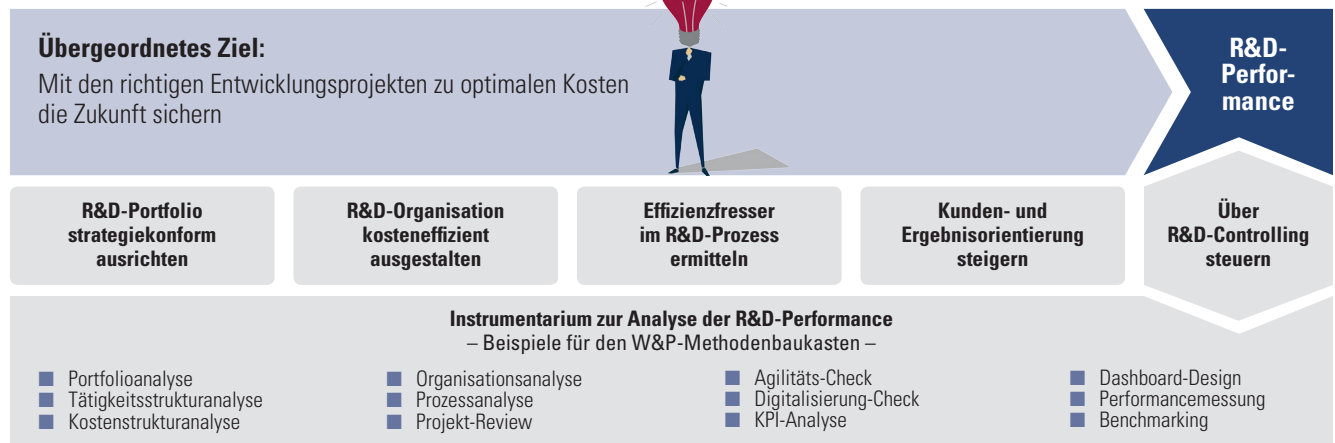 Übergeordnetes Ziel:
Mit den richtigen Entwicklungsprojekten zu optimalen Kosten
die Zukunft sichern
R&D-
Perfor-
mance
R&D-Portfolio
strategiekonform
ausrichten
R&D-Organisation
kosteneffizient
ausgestalten
Effizienzfresser
im R&D-Prozess
ermitteln
Kunden- und
Ergebnisorientierung
steigern
Über
R&D-Controlling
steuern
Instrumentarium zur Analyse der R&D-Performance
– Beispiele für den W&P-Methodenbaukasten –
Portfolioanalyse
Tätigkeitsstrukturanalyse
Kostenstrukturanalyse
Organisationsanalyse
Prozessanalyse
Projekt-Review
Agilitäts-Check
Digitalisierung-Check
KPI-Analyse
Dashboard-Design
Performancemessung
Benchmarking